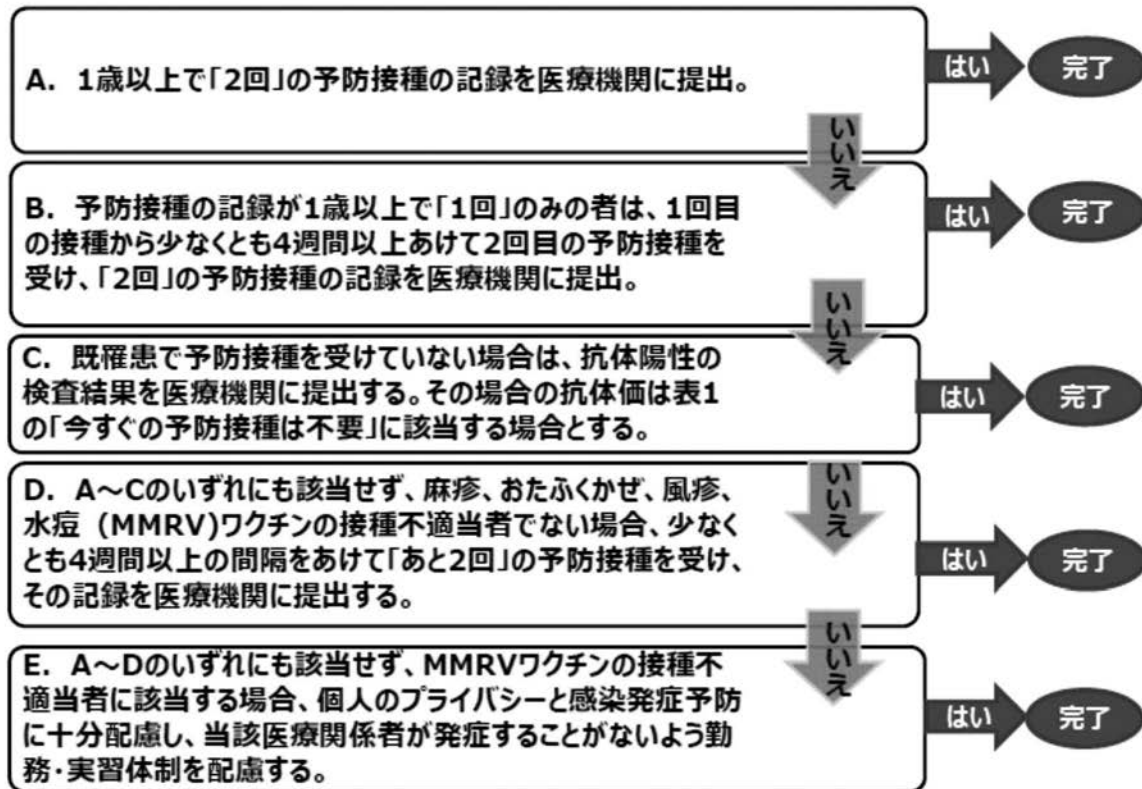 A. 1歳以上で「2回」の予防接種の記録を医療機関に提出。
はい
完了
いいえ
B. 予防接種の記録が1歳以上で「1回」のみの者は、1回目
の接種から少なくとも4週間以上あけて2回目の予防接種を
受け、「2回」の予防接種の記録を医療機関に提出。
はい
完了
いいえ
C. 既罹患で予防接種を受けていない場合は、抗体陽性の
検査結果を医療機関に提出する。その場合の抗体価は表1
の「今すぐの予防接種は不要」に該当する場合とする。
はい
完了
いいえ
D. A～Cのいずれにも該当せず、麻疹、おたふくかぜ、風疹、
水痘 (MMRV)ワクチンの接種不適当者でない場合、少なく
とも4週間以上の間隔をあけて「あと2回」の予防接種を受け、
その記録を医療機関に提出する。
はい
完了
いいえ
E. A～Dのいずれにも該当せず、MMRVワクチンの接種不
適当者に該当する場合、個人のプライバシーと感染発症予防
に十分配慮し、当該医療関係者が発症することがないよう勤
務・実習体制を配慮する。
はい
完了